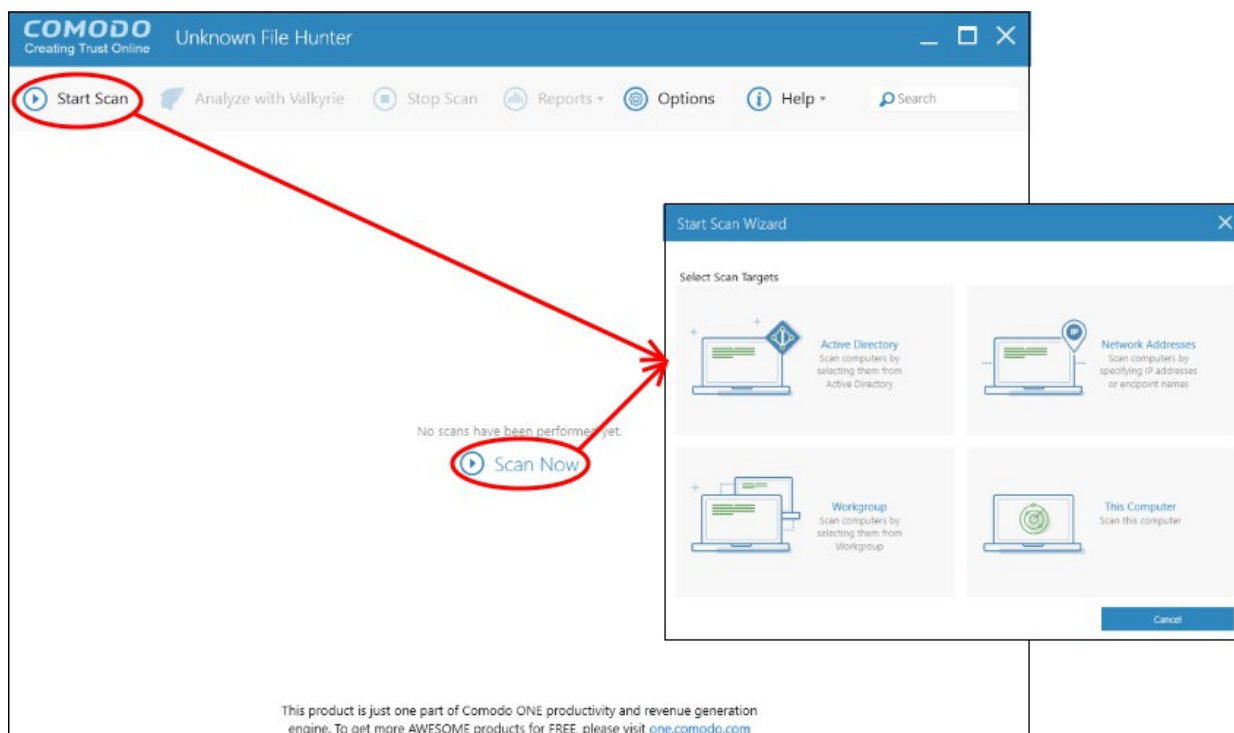 COMODO
Creating Trust Online
Unknown File Hunter
Start Scan
Analyze with Valkyrie
Stop Scan
Reports
Options
Help
Search
No scans have been performed yet.
Scan Now
Start Scan Wizard
Select Scan Targets
Active Directory
Scan computers by
selecting them from
Active Directory
IP
Network Addresses
Scan computers by
specifying IP addresses
or endpoint names
Workgroup
Scan computers by
selecting them from
Workgroup
This Computer
Scan this computer
Cancel
This product is just one part of Comodo ONE productivity and revenue generation
engine. To get more AWESOME products for FREE, please visit one.comodo.com